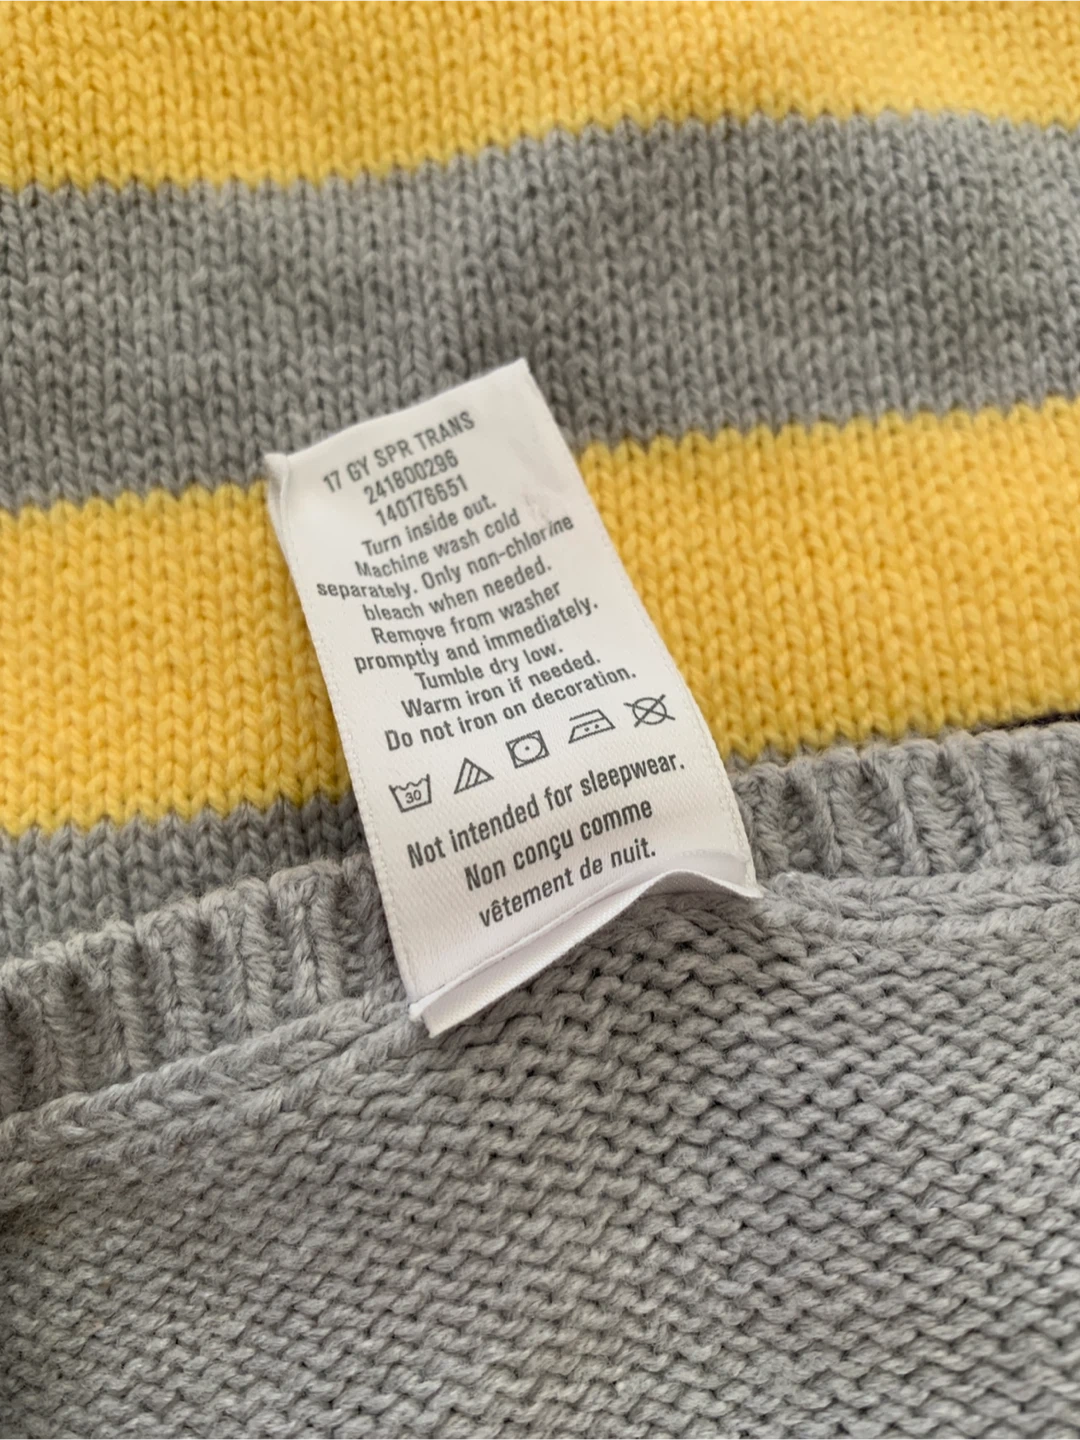 17 GY SPR TRANS
241800296
140176651
Turn inside out.
Machine wash cold
separately. Only non-chlorine
bleach when needed.
Remove from washer
promptly and immediately.
Tumble dry low.
Warm iron if needed.
Do not iron on decoration.
30
Not intended for sleepwear.
Non conçu comme
vêtement de nuit.